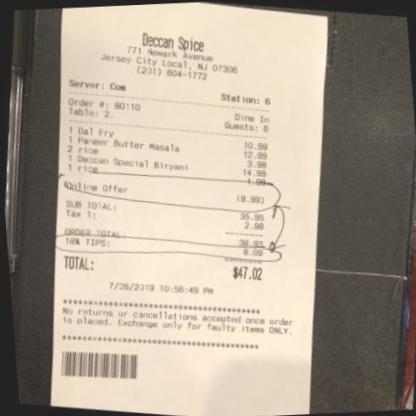 Deccan Spice
771 Newark Avenue
Jersey City Local, NJ 07306
(201) 604-1772
Server: Com Station: 6
Order #: 80110 Dine In
Table: 2. Guests: 6
1 Dal Fry 10.99
1 Paneer Butter Masala 12.99
2 rice 3.98
1 Deccan Special Biryani 14.99
1 rice 1.99
Online Offer (8.99)
SUB TOTAL: 35.95
Tax 1: 2.98
ORDER TOTAL: 38.93
18% TIPS: 8.09
TOTAL: $47.02
7/26/2019 10:56:49 PM
No returns or cancellations accepted once order
is placed. Exchange only for faulty items ONLY.